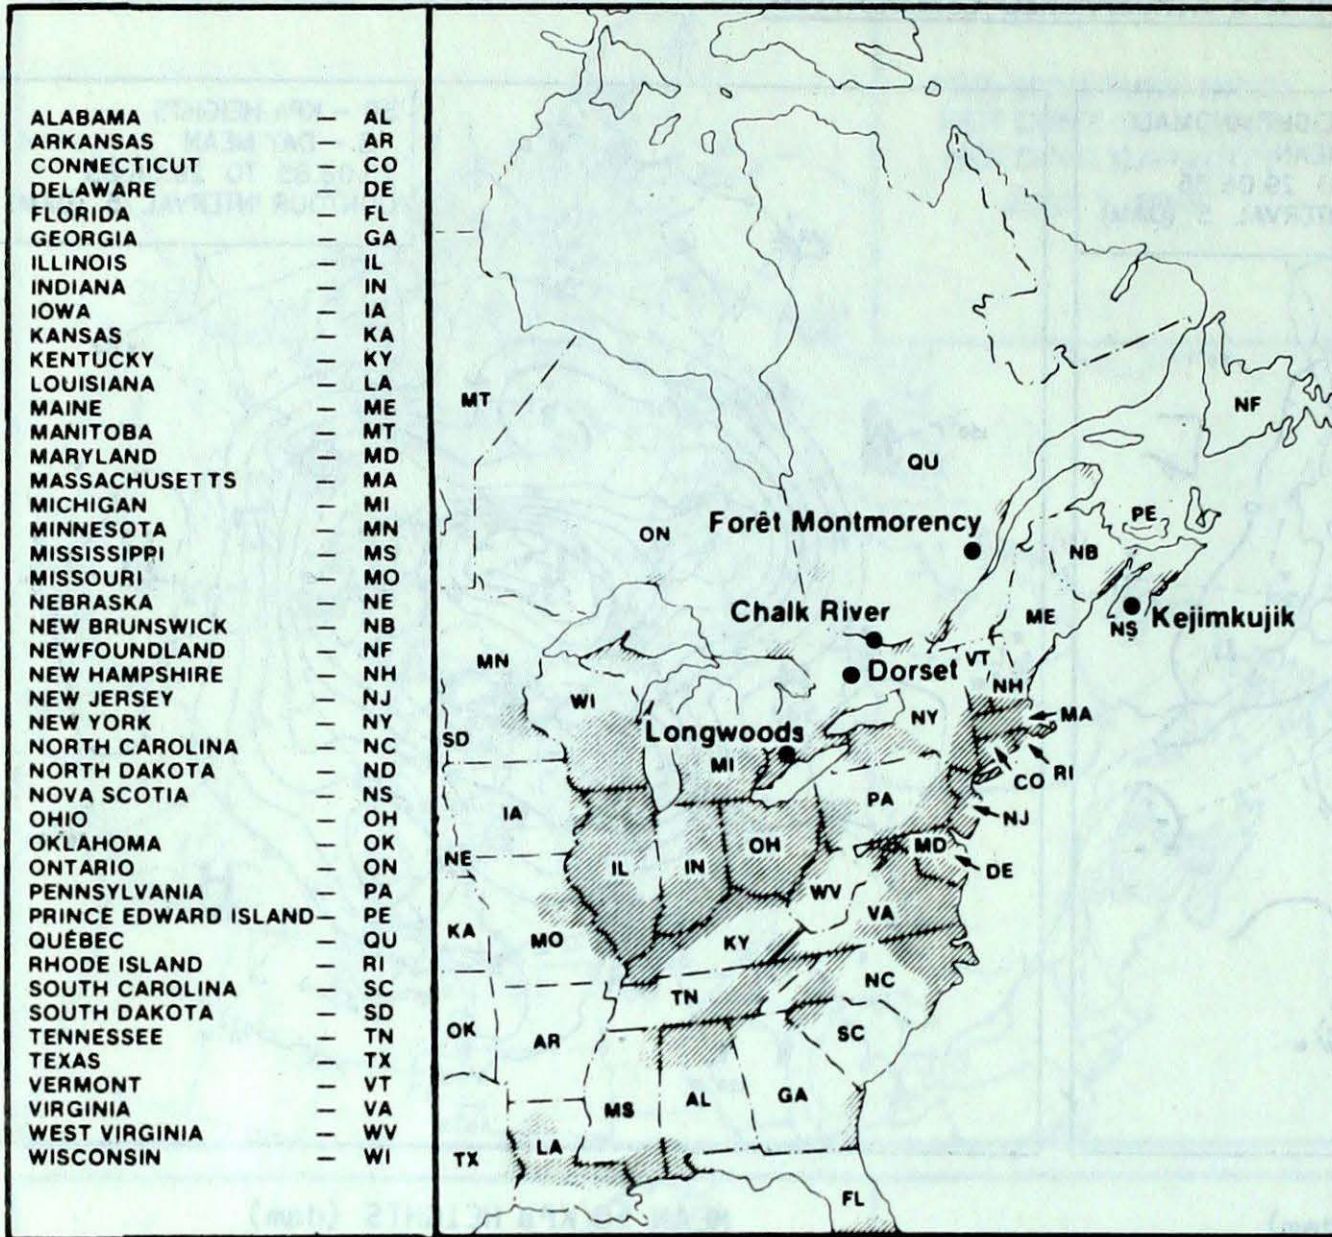 ALABAMA — AL
ARKANSAS — AR
CONNECTICUT — CO
DELAWARE — DE
FLORIDA — FL
GEORGIA — GA
ILLINOIS — IL
INDIANA — IN
IOWA — IA
KANSAS — KA
KENTUCKY — KY
LOUISIANA — LA
MAINE — ME
MANITOBA — MT
MARYLAND — MD
MASSACHUSETTS — MA
MICHIGAN — MI
MINNESOTA — MN
MISSISSIPPI — MS
MISSOURI — MO
NEBRASKA — NE
NEW BRUNSWICK — NB
NEWFOUNDLAND — NF
NEW HAMPSHIRE — NH
NEW JERSEY — NJ
NEW YORK — NY
NORTH CAROLINA — NC
NORTH DAKOTA — ND
NOVA SCOTIA — NS
OHIO — OH
OKLAHOMA — OK
ONTARIO — ON
PENNSYLVANIA — PA
PRINCE EDWARD ISLAND — PE
QUÉBEC — QU
RHODE ISLAND — RI
SOUTH CAROLINA — SC
SOUTH DAKOTA — SD
TENNESSEE — TN
TEXAS — TX
VERMONT — VT
VIRGINIA — VA
WEST VIRGINIA — WV
WISCONSIN — WI
MT
NF
QU
PE
Forêt Montmorency
ON
NB
Chalk River
ME
NS
Kejimkujik
MN
Dorset
VT
NH
WI
NY
MA
Longwoods
SD
MI
CO
RI
IA
PA
NJ
NE
IL
IN
OH
MD
DE
WV
KA
MO
KY
VA
TN
NC
OK
AR
SC
MS
AL
GA
TX
LA
FL